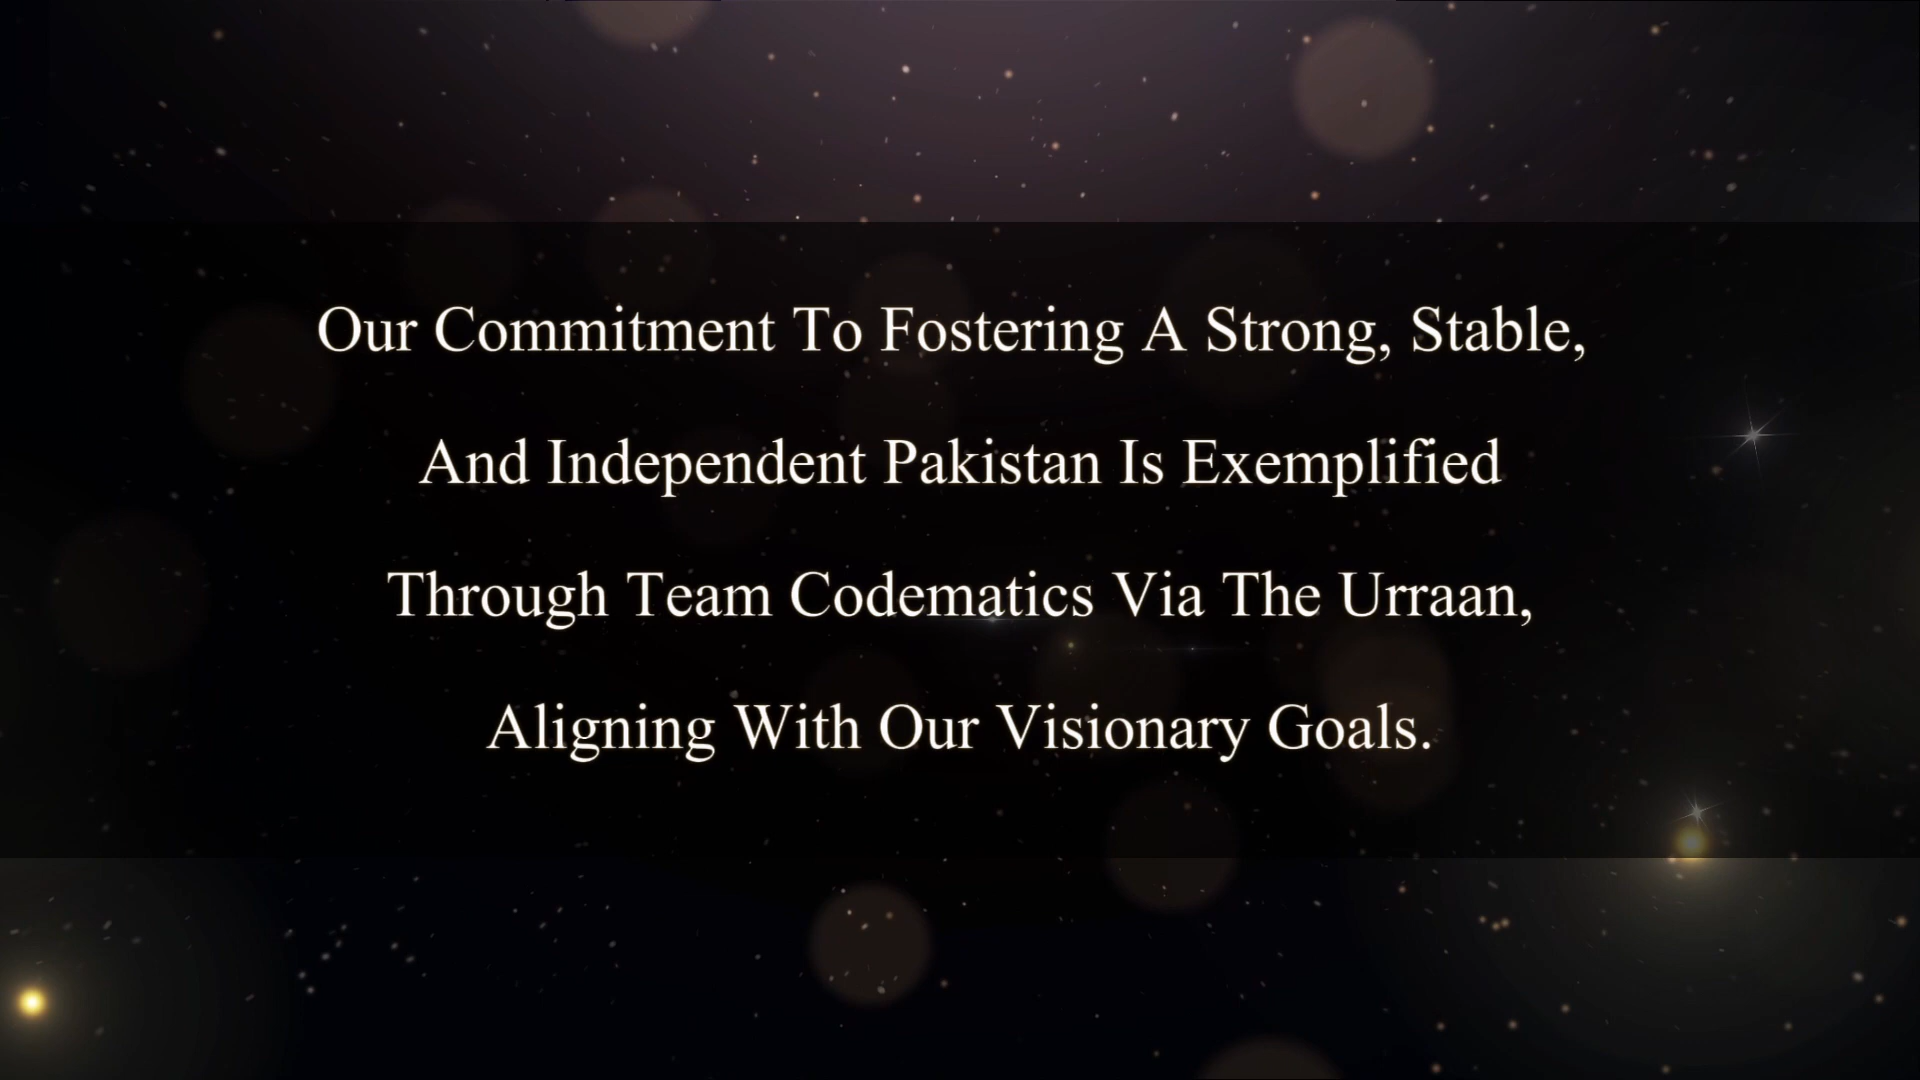 Our Commitment To Fostering A Strong, Stable,
And Independent Pakistan Is Exemplified
Through Team Codematics Via The Urraan,
Aligning With Our Visionary Goals.